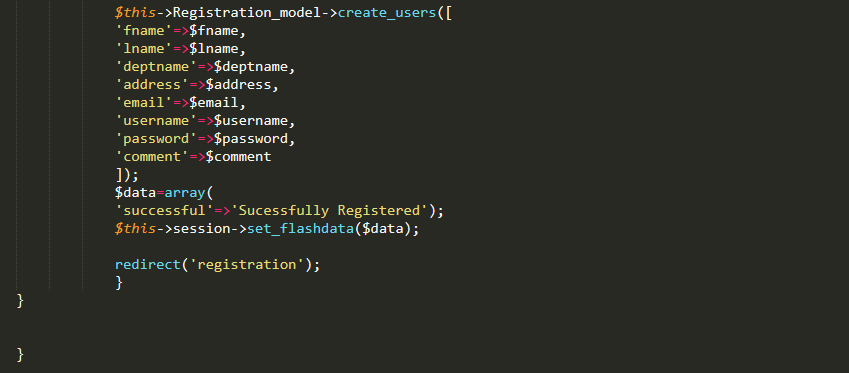 $this->Registration_model->create_users([
'fname'=>$fname,
'lname'=>$lname,
'deptname'=>$deptname,
'address'=>$address,
'email'=>$email,
'username'=>$username,
'password'=>$password,
'comment'=>$comment
]);
$data=array(
'successful'=>'Sucessfully Registered');
$this->session->set_flashdata($data);
redirect('registration');
}
}
}